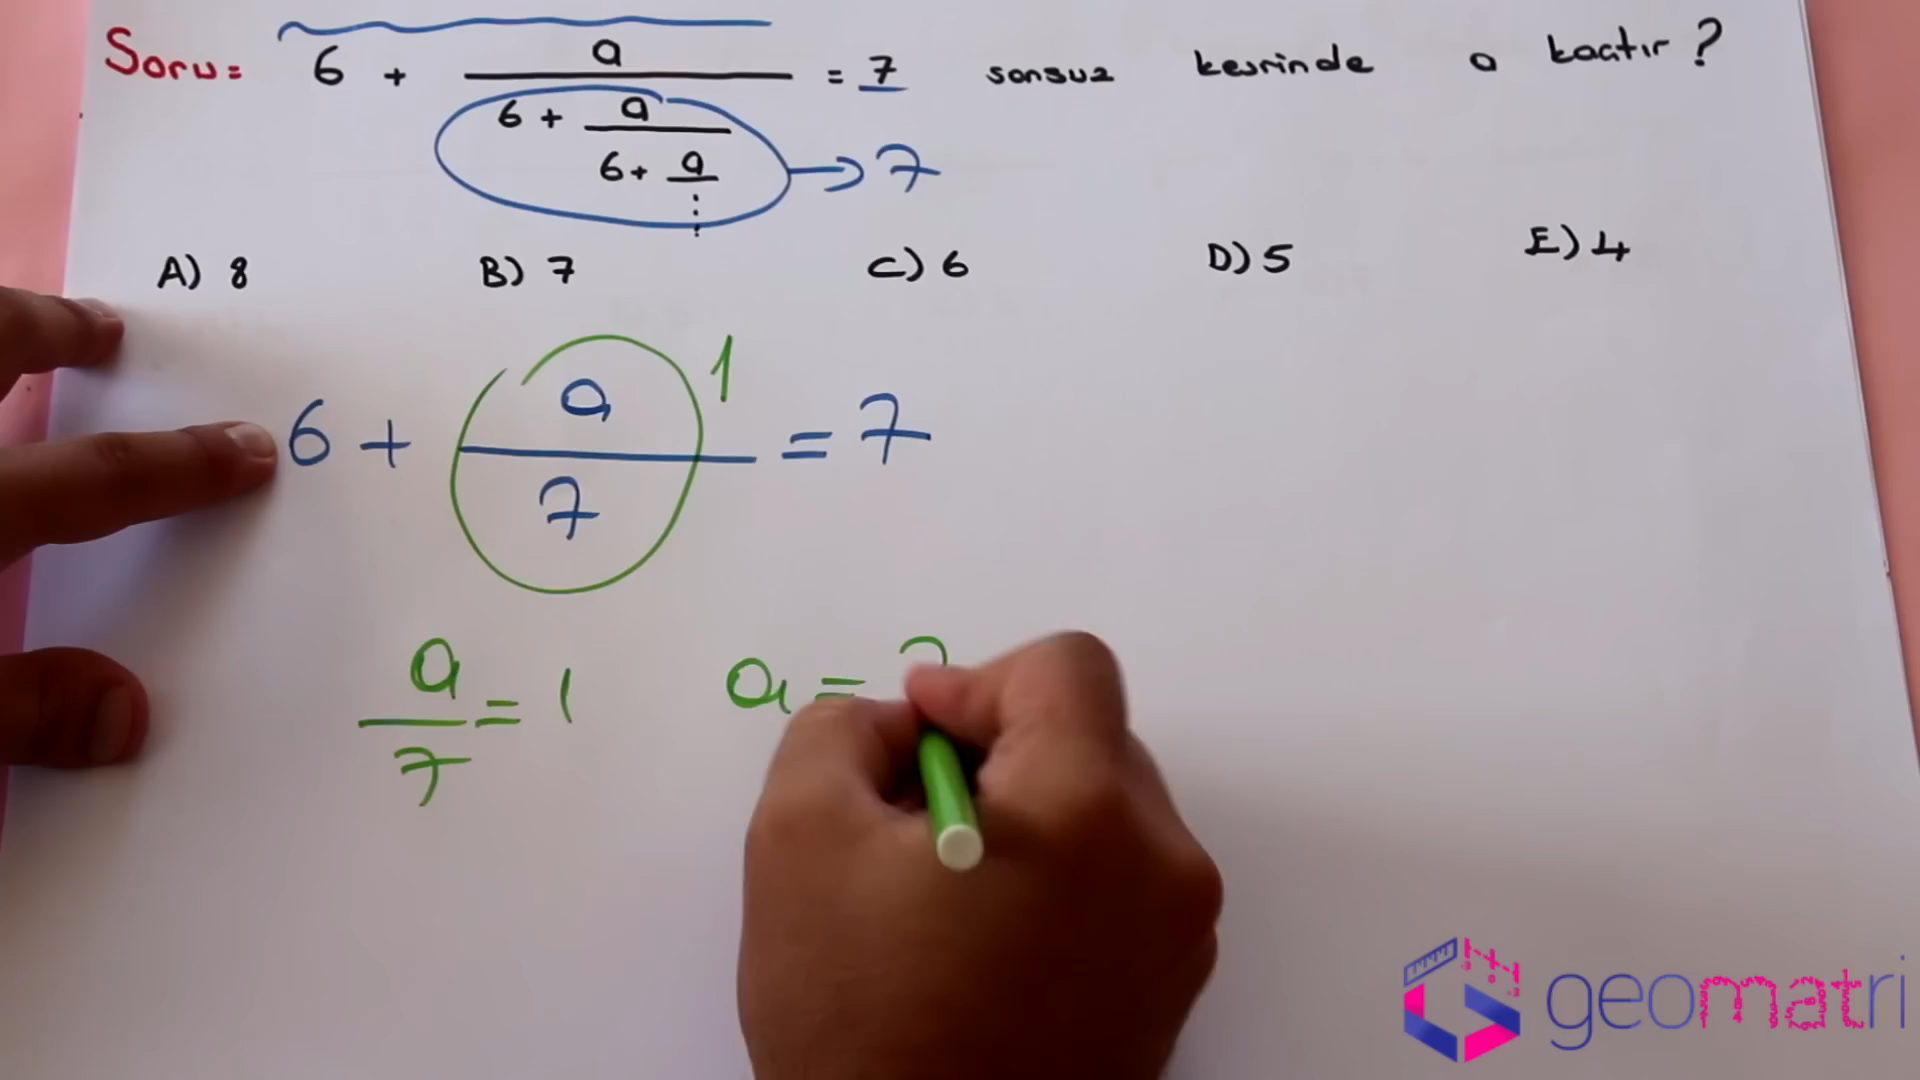 Soru= 6 + a = 7 sonsuz kesrinde a kaçtır ?
6 + a
6 + a
⋮
→ 7
A) 8 B) 7 C) 6 D) 5 E) 4
1
6 + a = 7
7
a = 1 a =
7
geomatri